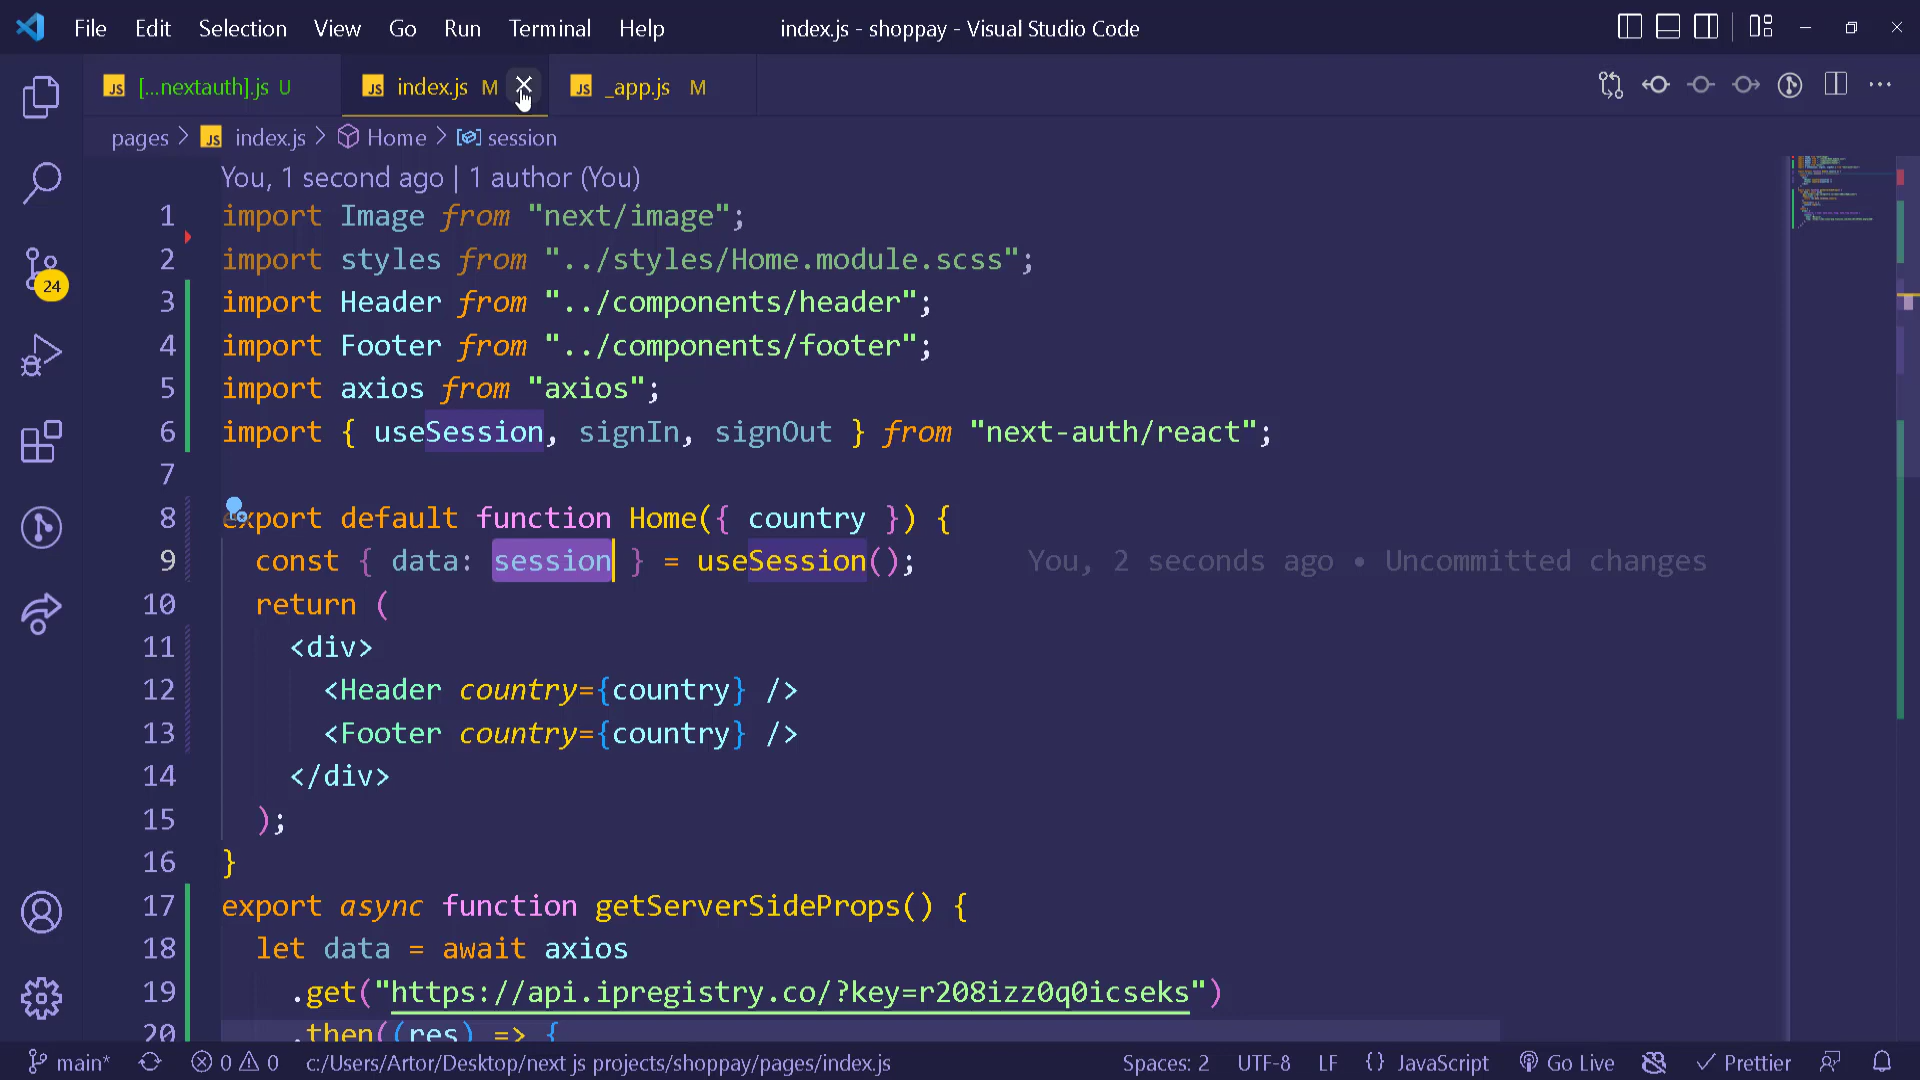 File Edit Selection View Go Run Terminal Help index.js - shoppay - Visual Studio Code
JS [...nextauth].js U JS index.js M JS _app.js M
pages > JS index.js > Home > session
You, 1 second ago | 1 author (You)
1 import Image from "next/image";
2 import styles from "../styles/Home.module.scss";
3 import Header from "../components/header";
4 import Footer from "../components/footer";
5 import axios from "axios";
6 import { useSession, signIn, signOut } from "next-auth/react";
7
8 export default function Home({ country }) {
9 const { data: session } = useSession(); You, 2 seconds ago • Uncommitted changes
10 return (
11 <div>
12 <Header country={country} />
13 <Footer country={country} />
14 </div>
15 );
16 }
17 export async function getServerSideProps() {
18 let data = await axios
19 .get("https://api.ipregistry.co/?key=r208izz0q0icseks")
20 .then((res) => {
24
main* 0 0 c:/Users/Artor/Desktop/next js projects/shoppay/pages/index.js Spaces: 2 UTF-8 LF {} JavaScript Go Live Prettier